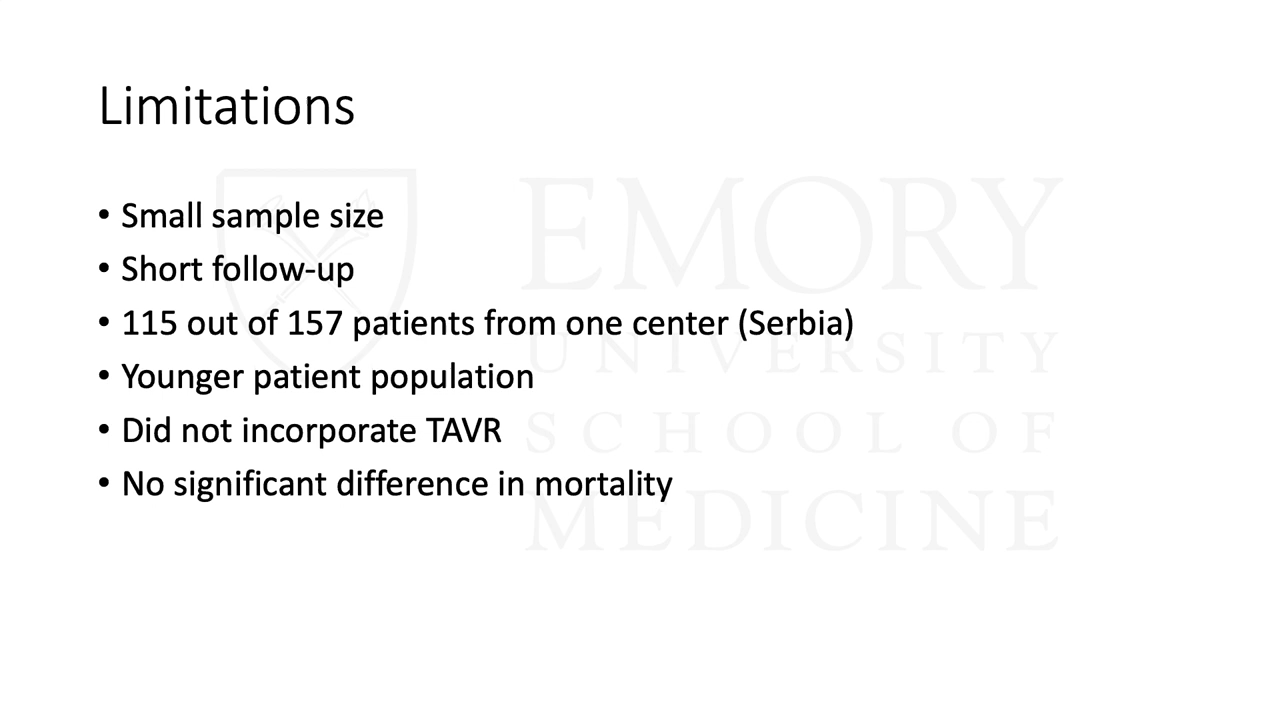 Limitations
• Small sample size
• Short follow-up
• 115 out of 157 patients from one center (Serbia)
• Younger patient population
• Did not incorporate TAVR
• No significant difference in mortality
EMORY
UNIVERSITY
SCHOOL OF
MEDICINE